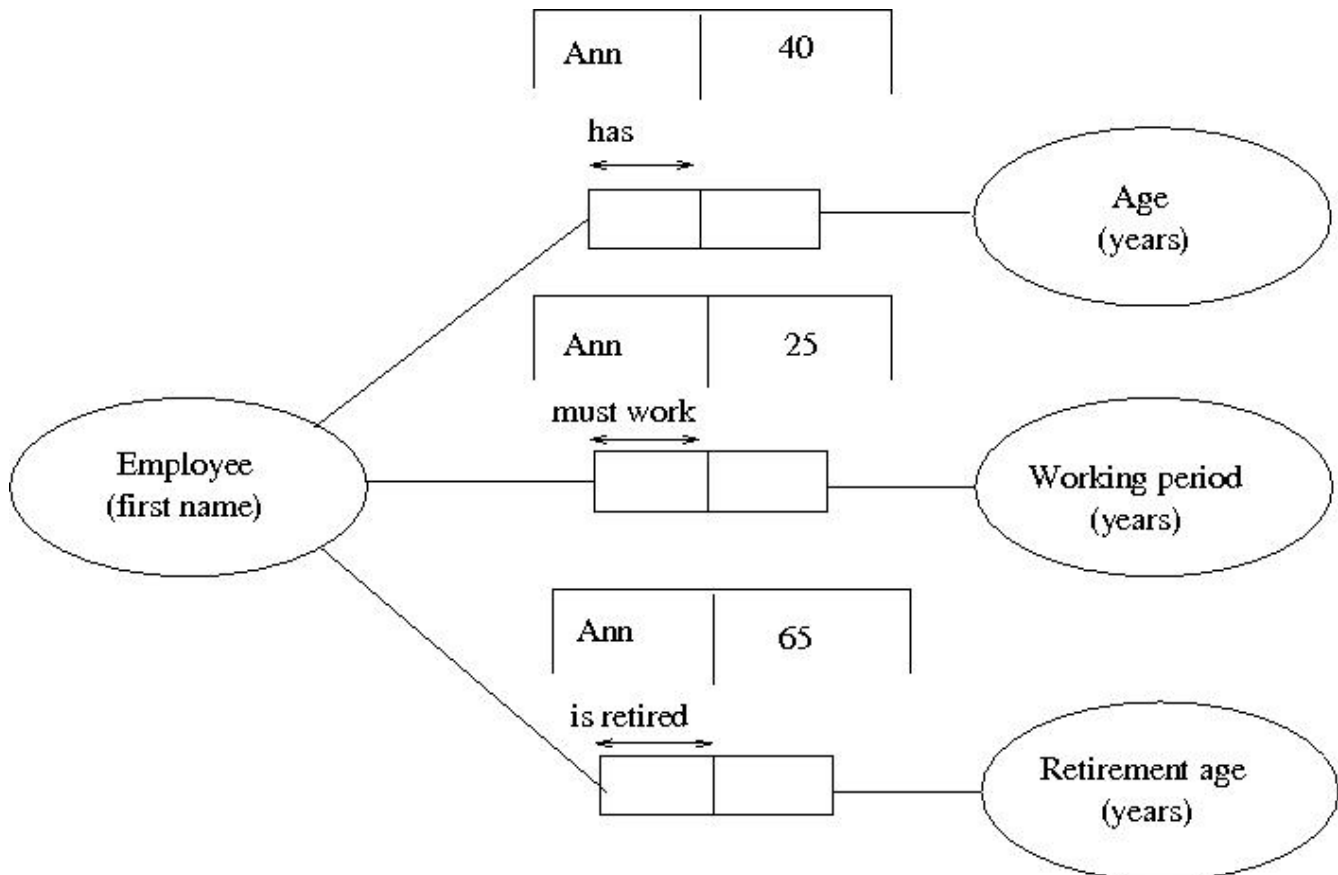 Ann 40
has
Age
(years)
Ann 25
must work
Employee
(first name)
Working period
(years)
Ann 65
is retired
Retirement age
(years)